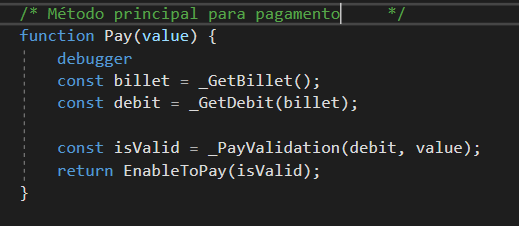 /* Método principal para pagamento     */
function Pay(value) {
    debugger
    const billet = _GetBillet();
    const debit = _GetDebit(billet);

    const isValid = _PayValidation(debit, value);
    return EnableToPay(isValid);
}